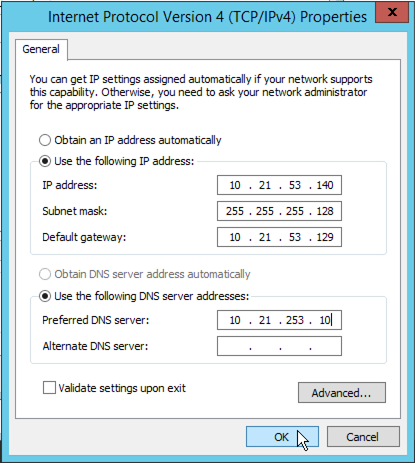 Internet Protocol Version 4 (TCP/IPv4) Properties
x
General
You can get IP settings assigned automatically if your network supports
this capability. Otherwise, you need to ask your network administrator
for the appropriate IP settings.
Obtain an IP address automatically
Use the following IP address:
IP address: 10 . 21 . 53 . 140
Subnet mask: 255 . 255 . 255 . 128
Default gateway: 10 . 21 . 53 . 129
Obtain DNS server address automatically
Use the following DNS server addresses:
Preferred DNS server: 10 . 21 . 253 . 10
Alternate DNS server: . . .
Validate settings upon exit
Advanced...
OK Cancel